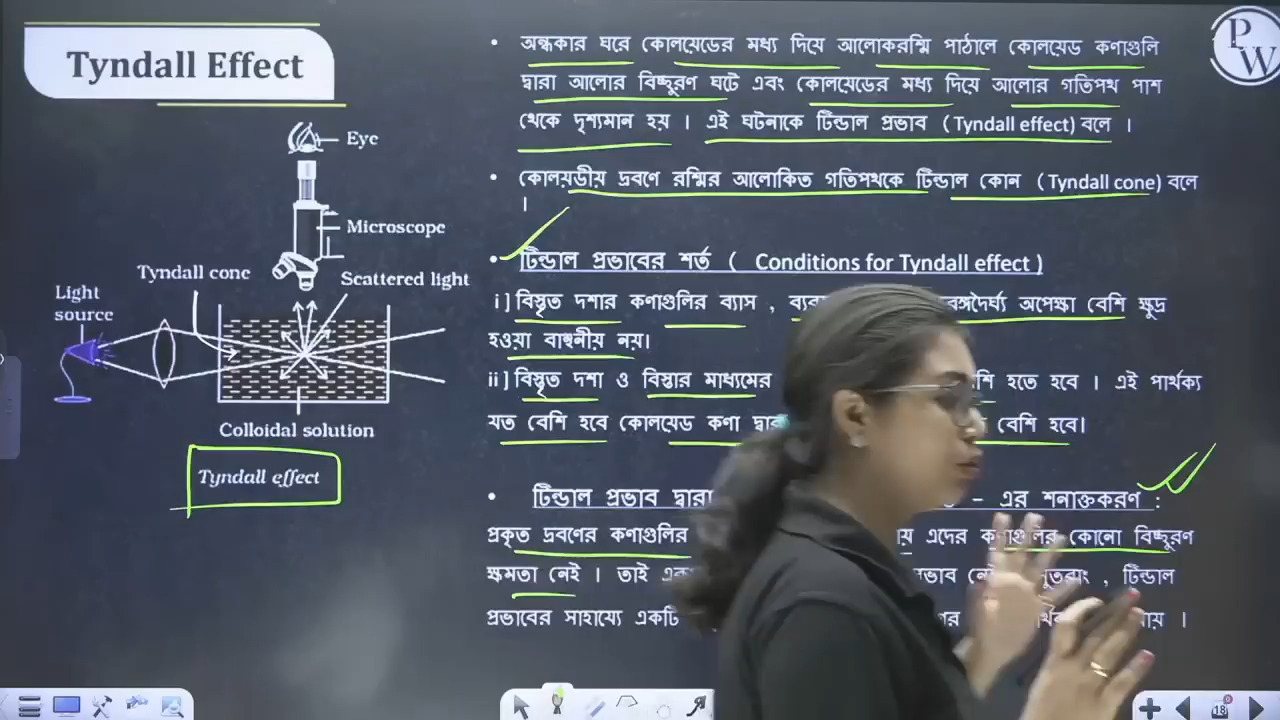 Tyndall Effect
PW
Eye
Microscope
Tyndall cone
Scattered light
Light
source
Colloidal solution
Tyndall effect
• অন্ধকার ঘরে কোলয়েডের মধ্য দিয়ে আলোকরশ্মি পাঠালে কোলয়েড কণাগুলি
দ্বারা আলোর বিচ্ছুরণ ঘটে এবং কোলয়েডের মধ্য দিয়ে আলোর গতিপথ পাশ
থেকে দৃশ্যমান হয় । এই ঘটনাকে টিন্ডাল প্রভাব (Tyndall effect) বলে ।
• কোলয়ডীয় দ্রবণে রশ্মির আলোকিত গতিপথকে টিন্ডাল কোন (Tyndall cone) বলে
।
• টিন্ডাল প্রভাবের শর্ত ( Conditions for Tyndall effect )
i] বিস্তৃত দশার কণাগুলির ব্যাস , অপেক্ষা বেশি ক্ষুদ্র
হওয়া বাঞ্ছনীয় নয়।
ii] বিস্তৃত দশা ও বিস্তার মাধ্যমের হতে হবে । এই পার্থক্য
যত বেশি হবে কোলয়েড কণা বেশি হবে।
• টিন্ডাল প্রভাব দ্বারা - এর শনাক্তকরণ :
প্রকৃত দ্রবণের কণাগুলির এদের কণাগুলির কোনো বিচ্ছুরণ
ক্ষমতা নেই । তাই , টিন্ডাল
প্রভাবের সাহায্যে একটি ।
18